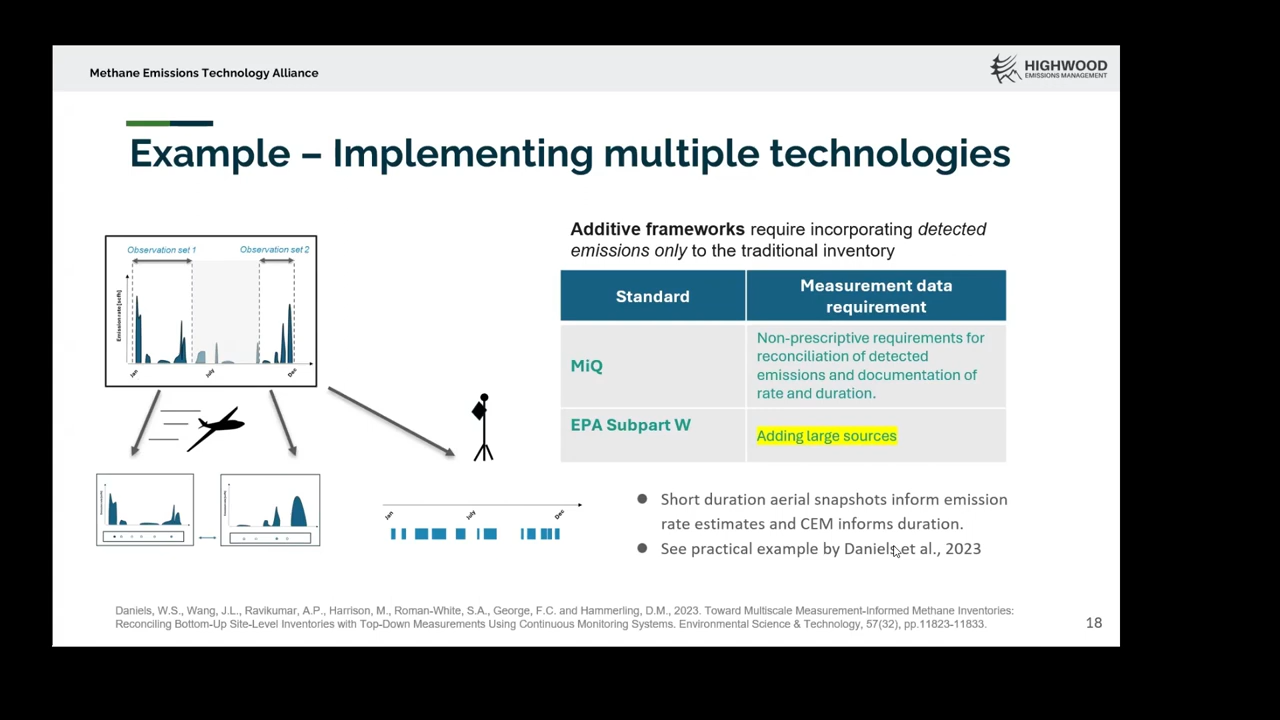 Methane Emissions Technology Alliance
HIGHWOOD
EMISSIONS MANAGEMENT
Example – Implementing multiple technologies
Observation set 1
Observation set 2
Emission rate [scfh]
Jan
July
Dec
Jan
July
Dec
Additive frameworks require incorporating detected
emissions only to the traditional inventory
Standard
Measurement data
requirement
MiQ
Non-prescriptive requirements for
reconciliation of detected
emissions and documentation of
rate and duration.
EPA Subpart W
Adding large sources
● Short duration aerial snapshots inform emission
rate estimates and CEM informs duration.
● See practical example by Daniels et al., 2023
Daniels, W.S., Wang, J.L., Ravikumar, A.P., Harrison, M., Roman-White, S.A., George, F.C. and Hammerling, D.M., 2023. Toward Multiscale Measurement-Informed Methane Inventories:
Reconciling Bottom-Up Site-Level Inventories with Top-Down Measurements Using Continuous Monitoring Systems. Environmental Science & Technology, 57(32), pp.11823-11833.
18